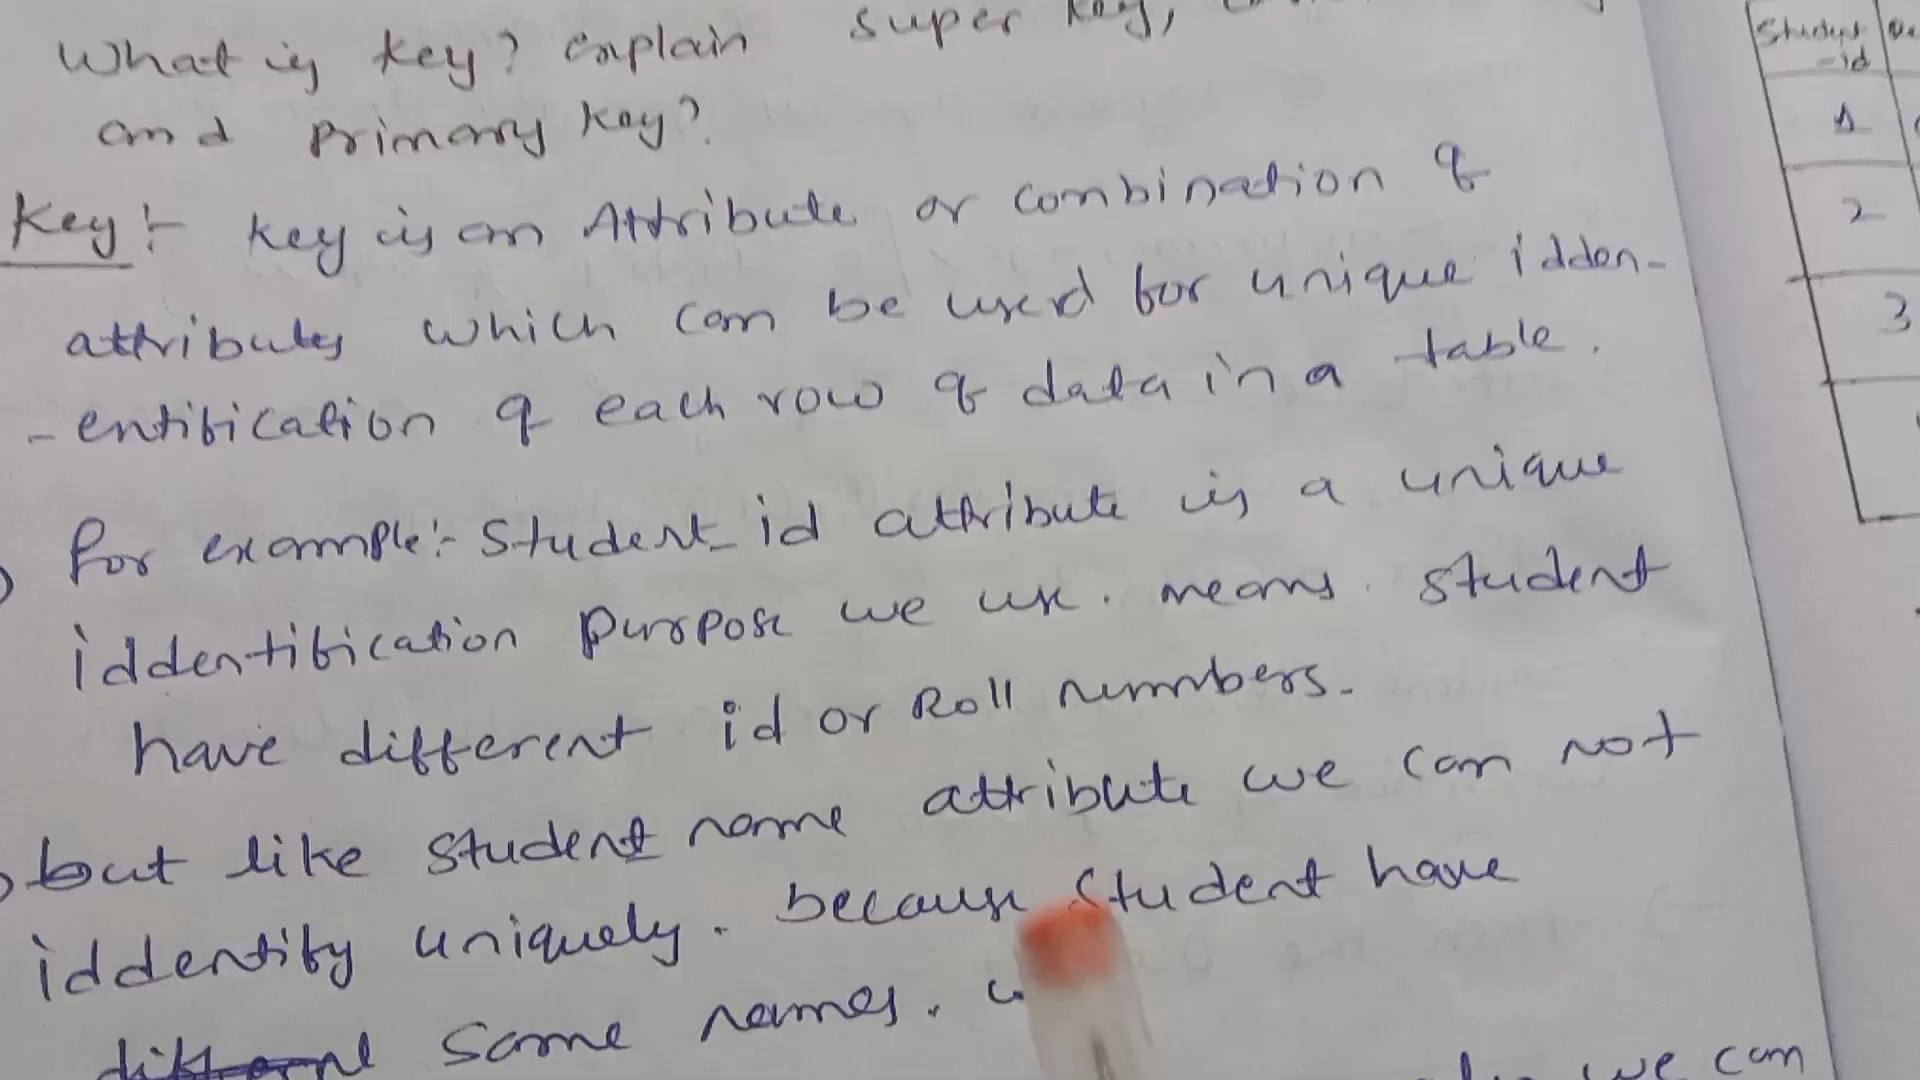 What is key? explain super key,
and primary key?
Key:- key is an Attribute or combination of
attributes which can be used for unique idden-
-entification of each row of data in a table.
for example:- Student_id attribute is a unique
iddentification purpose we use. means student
have different id or Roll numbers.
but like student name attribute we can not
iddentify uniquely. because student have
same names.
we can
Student
-id
1
2
3